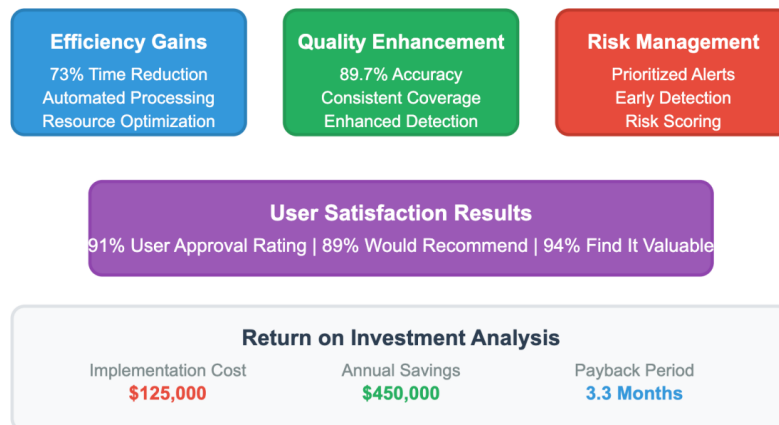 Efficiency Gains
73% Time Reduction
Automated Processing
Resource Optimization
Quality Enhancement
89.7% Accuracy
Consistent Coverage
Enhanced Detection
Risk Management
Prioritized Alerts
Early Detection
Risk Scoring
User Satisfaction Results
91% User Approval Rating | 89% Would Recommend | 94% Find It Valuable
Return on Investment Analysis
Implementation Cost
$125,000
Annual Savings
$450,000
Payback Period
3.3 Months